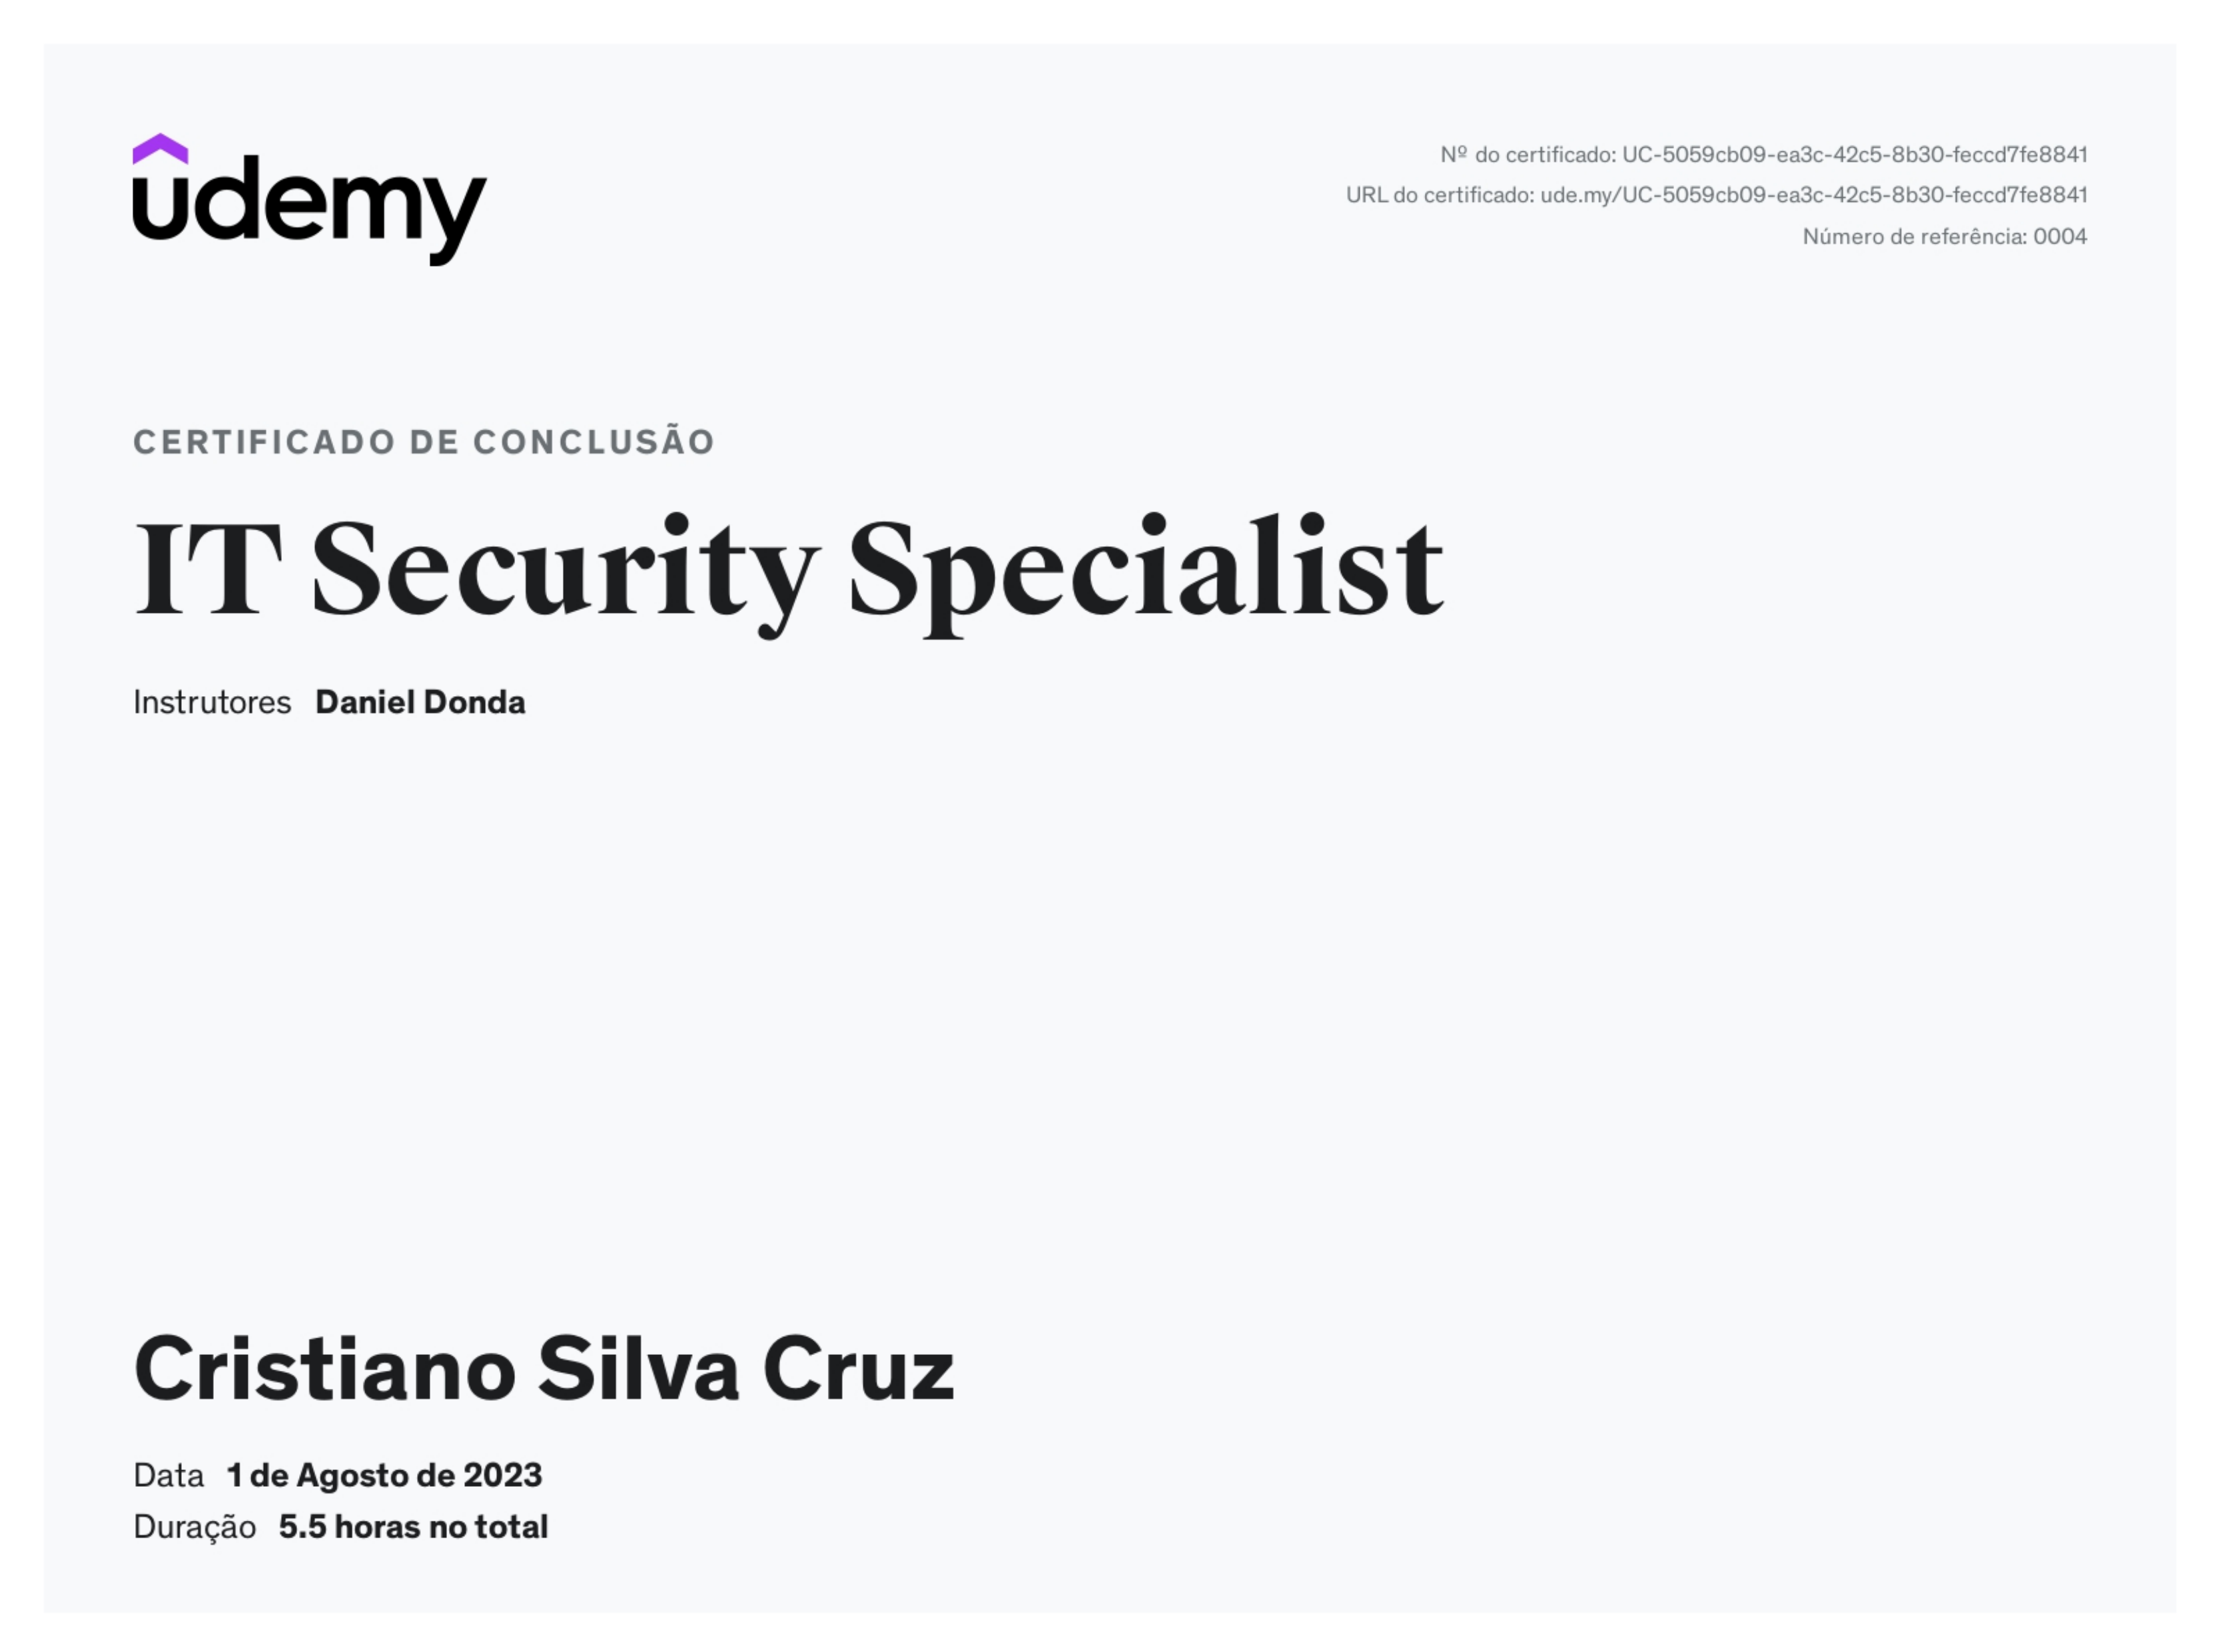 udemy
Nº do certificado: UC-5059cb09-ea3c-42c5-8b30-feccd7fe8841
URL do certificado: ude.my/UC-5059cb09-ea3c-42c5-8b30-feccd7fe8841
Número de referência: 0004
CERTIFICADO DE CONCLUSÃO
IT Security Specialist
Instrutores Daniel Donda
Cristiano Silva Cruz
Data 1 de Agosto de 2023
Duração 5.5 horas no total